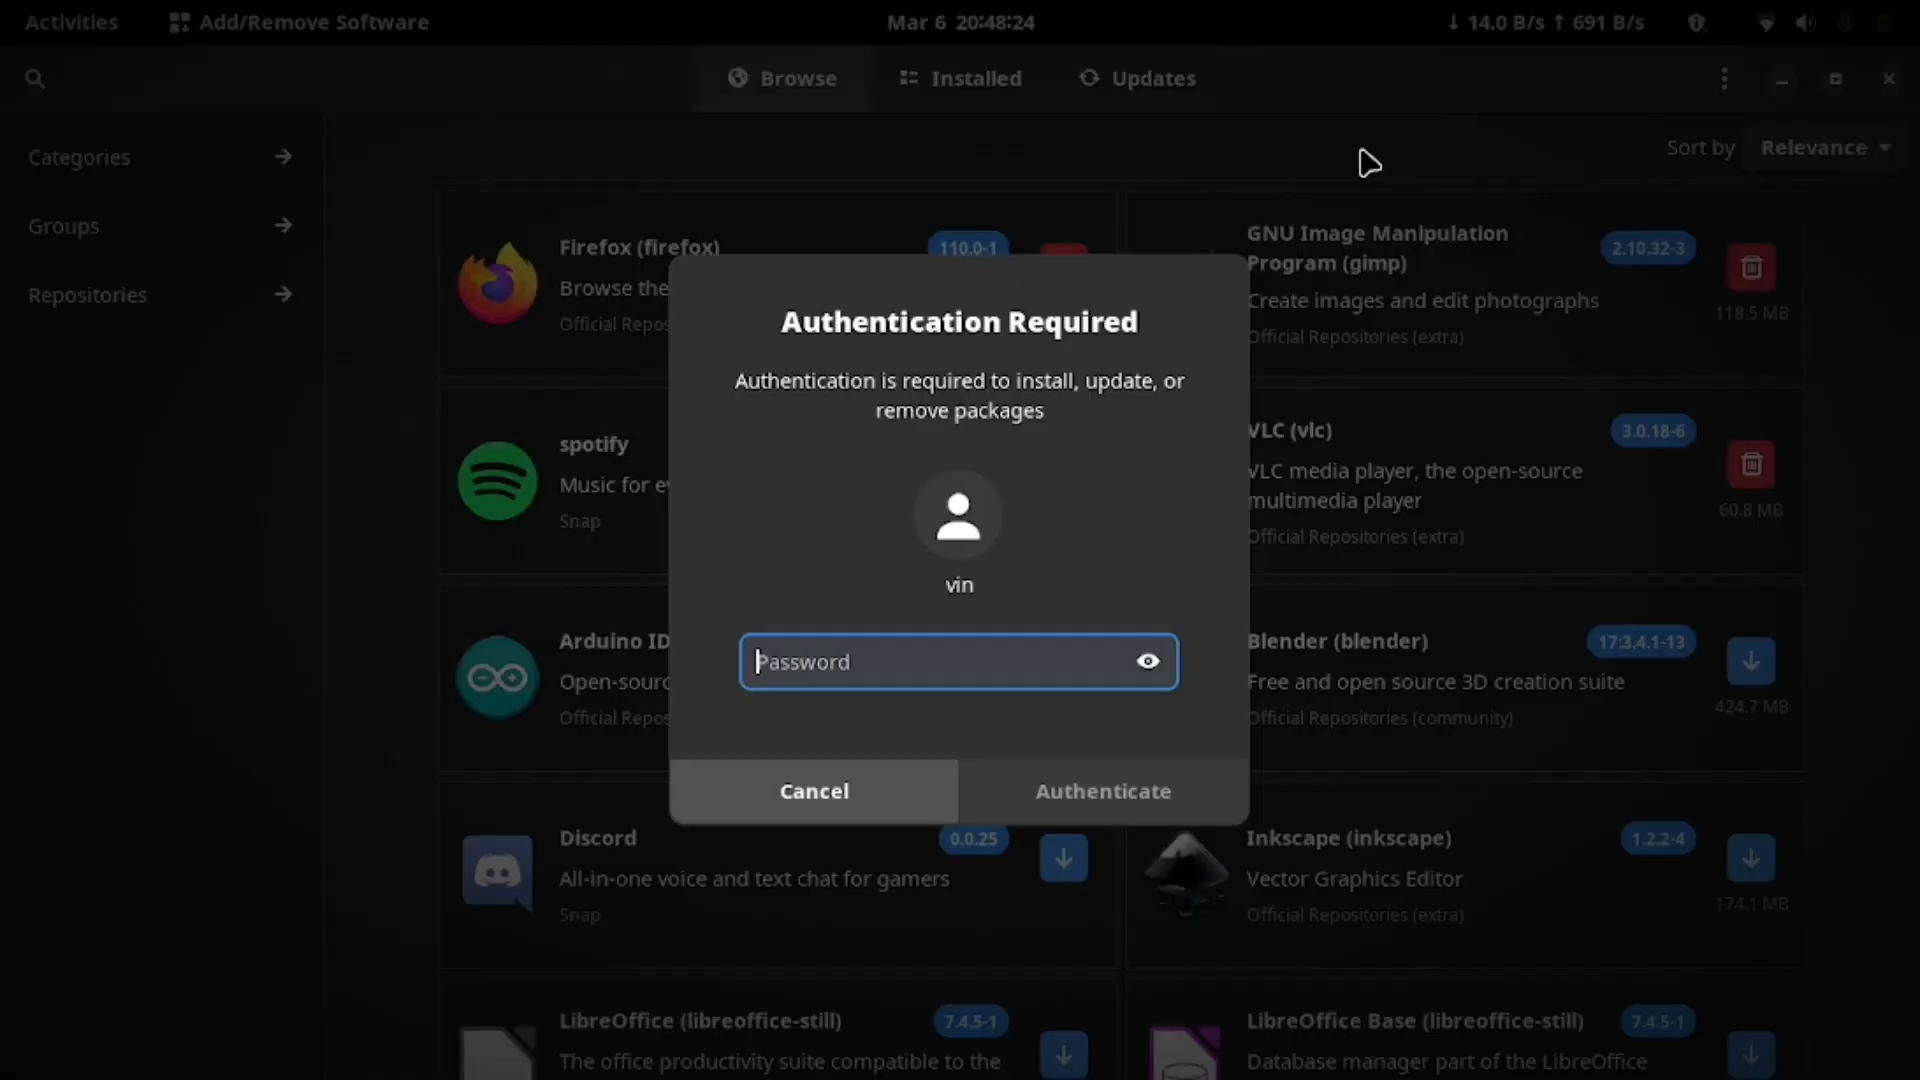 Activities
Add/Remove Software
Mar 6 20:48:24
↓ 14.0 B/s ↑ 691 B/s
Browse
Installed
Updates
Categories
Groups
Repositories
Sort by
Relevance
Firefox (firefox)
110.0-1
Browse the
Official Repos
GNU Image Manipulation
Program (gimp)
2.10.32-3
Create images and edit photographs
118.5 MB
Official Repositories (extra)
Authentication Required
Authentication is required to install, update, or
remove packages
vin
Password
Cancel
Authenticate
spotify
Music for e
Snap
VLC (vlc)
3.0.18-6
VLC media player, the open-source
multimedia player
60.8 MB
Official Repositories (extra)
Arduino ID
Open-sourc
Official Repos
Blender (blender)
17:3.4.1-13
Free and open source 3D creation suite
424.7 MB
Official Repositories (community)
Discord
0.0.25
All-in-one voice and text chat for gamers
Snap
Inkscape (inkscape)
1.2.2-4
Vector Graphics Editor
174.1 MB
Official Repositories (extra)
LibreOffice (libreoffice-still)
7.4.5-1
The office productivity suite compatible to the
LibreOffice Base (libreoffice-still)
7.4.5-1
Database manager part of the LibreOffice